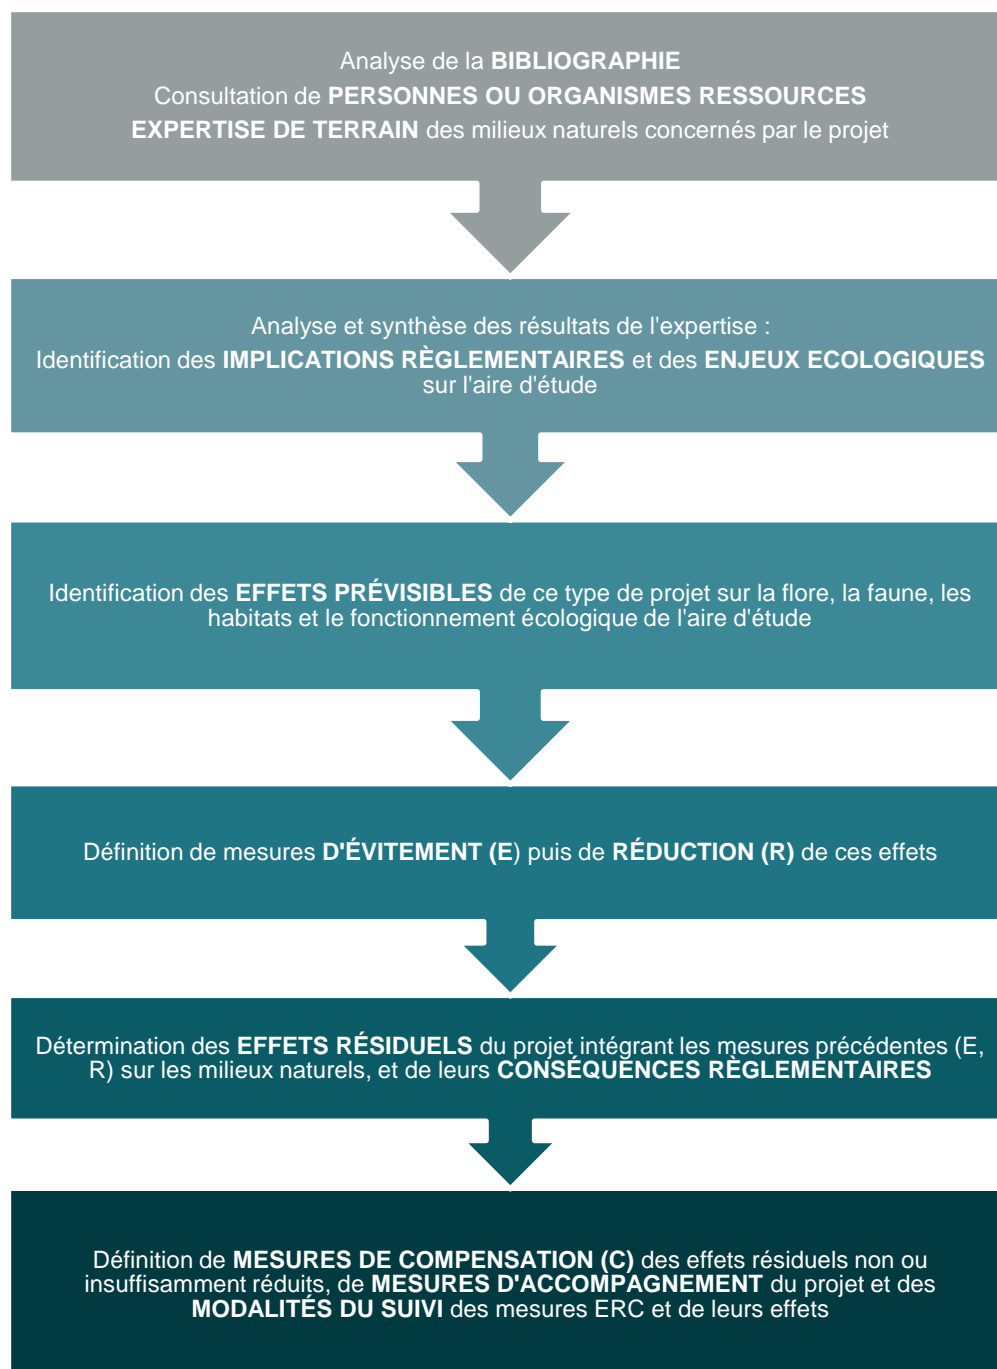 Analyse de la BIBLIOGRAPHIE
Consultation de PERSONNES OU ORGANISMES RESSOURCES
EXPERTISE DE TERRAIN des milieux naturels concernés par le projet
Analyse et synthèse des résultats de l'expertise :
Identification des IMPLICATIONS RÈGLEMENTAIRES et des ENJEUX ECOLOGIQUES
sur l'aire d'étude
Identification des EFFETS PRÉVISIBLES de ce type de projet sur la flore, la faune, les
habitats et le fonctionnement écologique de l'aire d'étude
Définition de mesures D'ÉVITEMENT (E) puis de RÉDUCTION (R) de ces effets
Détermination des EFFETS RÉSIDUELS du projet intégrant les mesures précédentes (E,
R) sur les milieux naturels, et de leurs CONSÉQUENCES RÈGLEMENTAIRES
Définition de MESURES DE COMPENSATION (C) des effets résiduels non ou
insuffisamment réduits, de MESURES D'ACCOMPAGNEMENT du projet et des
MODALITÉS DU SUIVI des mesures ERC et de leurs effets